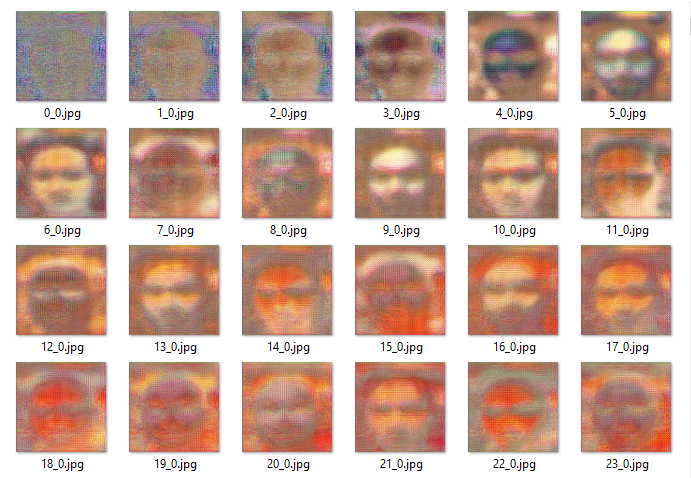 0_0.jpg 1_0.jpg 2_0.jpg 3_0.jpg 4_0.jpg 5_0.jpg
6_0.jpg 7_0.jpg 8_0.jpg 9_0.jpg 10_0.jpg 11_0.jpg
12_0.jpg 13_0.jpg 14_0.jpg 15_0.jpg 16_0.jpg 17_0.jpg
18_0.jpg 19_0.jpg 20_0.jpg 21_0.jpg 22_0.jpg 23_0.jpg